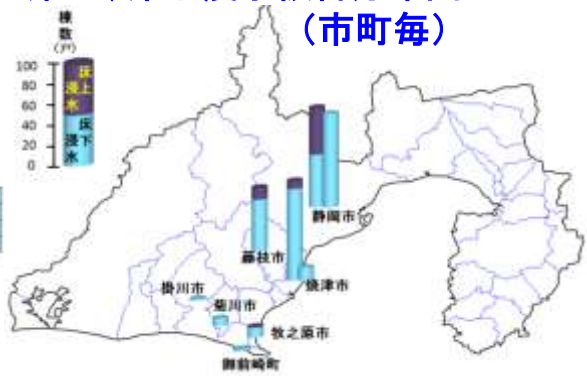 （市町毎）
棟数
(戸)
100
80
60
40
20
0
床上浸水
床下浸水
静岡市
藤枝市
焼津市
掛川市
菊川市
牧之原市
御前崎町